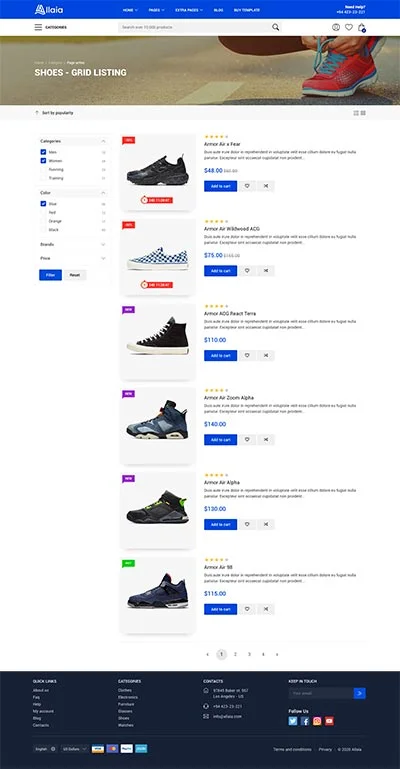 Allaia
HOME
PAGES
EXTRA PAGES
BLOG
BUY TEMPLATE
Need Help?
+94 423-23-221
CATEGORIES
Search over 10.000 products
Home
Category
Page active
SHOES - GRID LISTING
Sort by popularity
Categories
Men
Women
Running
Training
Color
Blue
Red
Orange
Black
Brands
Price
Filter
Reset
Armor Air x Fear
Duis aute irure dolor in reprehenderit in voluptate velit esse cillum dolore eu fugiat nulla
pariatur. Excepteur sint occaecat cupidatat non proident...
$48.00
Add to cart
Armor Air Wildwood ACG
Duis aute irure dolor in reprehenderit in voluptate velit esse cillum dolore eu fugiat nulla
pariatur. Excepteur sint occaecat cupidatat non proident...
$75.00
Add to cart
NEW
Armor ACG React Terra
Duis aute irure dolor in reprehenderit in voluptate velit esse cillum dolore eu fugiat nulla
pariatur. Excepteur sint occaecat cupidatat non proident...
$110.00
Add to cart
NEW
Armor Air Zoom Alpha
Duis aute irure dolor in reprehenderit in voluptate velit esse cillum dolore eu fugiat nulla
pariatur. Excepteur sint occaecat cupidatat non proident...
$140.00
Add to cart
NEW
Armor Air Alpha
Duis aute irure dolor in reprehenderit in voluptate velit esse cillum dolore eu fugiat nulla
pariatur. Excepteur sint occaecat cupidatat non proident...
$130.00
Add to cart
HOT
Armor Air 98
Duis aute irure dolor in reprehenderit in voluptate velit esse cillum dolore eu fugiat nulla
pariatur. Excepteur sint occaecat cupidatat non proident...
$115.00
Add to cart
1 2 3 4
QUICK LINKS
About us
Faq
Help
My account
Blog
Contacts
CATEGORIES
Clothes
Electronics
Furniture
Glasses
Shoes
Watches
CONTACTS
97845 Baker st. 567
Los Angeles - US
+94 423-23-221
info@allaia.com
KEEP IN TOUCH
Your email
Follow Us
English
US Dollars
VISA
PayPal
Terms and conditions
Privacy
© 2020 Allaia